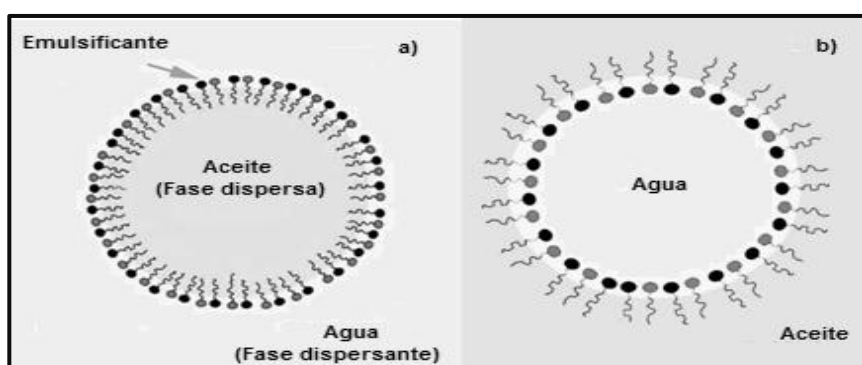 Emulsificante
a)
Aceite
(Fase dispersa)
Agua
(Fase dispersante)
b)
Agua
Aceite